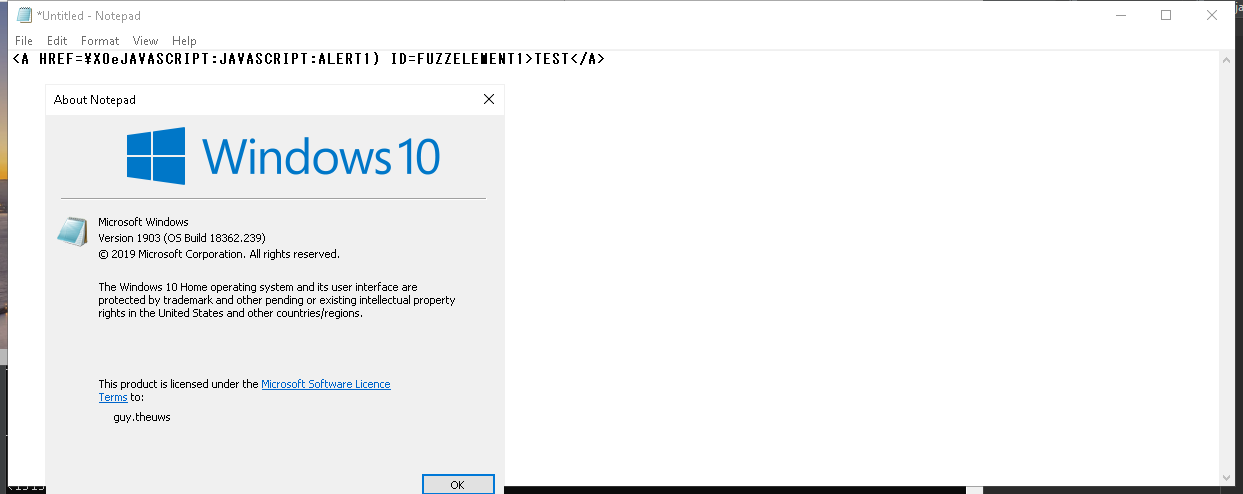 *Untitled - Notepad
File Edit Format View Help
<A HREF=¥X0eJAVASCRIPT:JAVASCRIPT:ALERT1) ID=FUZZELEMENT1>TEST</A>
About Notepad
Windows 10
Microsoft Windows
Version 1903 (OS Build 18362.239)
© 2019 Microsoft Corporation. All rights reserved.
The Windows 10 Home operating system and its user interface are
protected by trademark and other pending or existing intellectual property
rights in the United States and other countries/regions.
This product is licensed under the Microsoft Software Licence
Terms to:
guy.theuws
OK